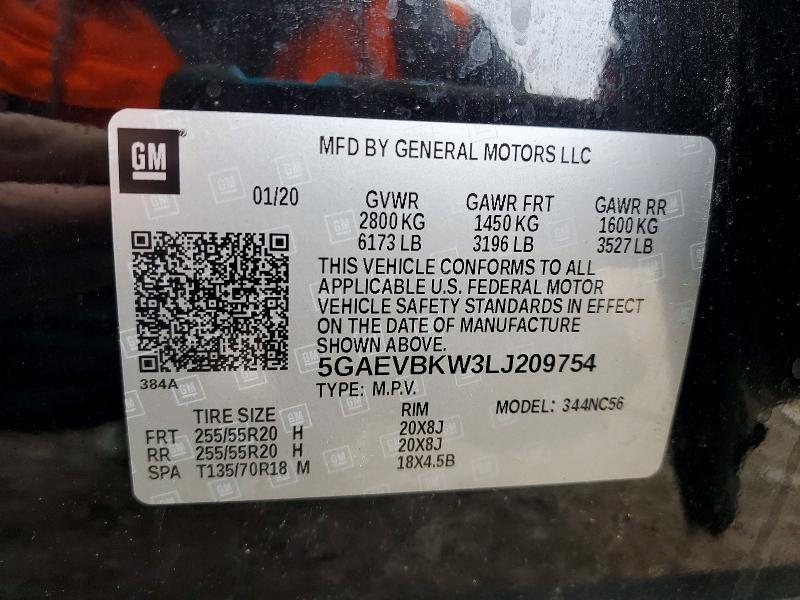 GM
MFD BY GENERAL MOTORS LLC
01/20 GVWR GAWR FRT GAWR RR
2800 KG 1450 KG 1600 KG
6173 LB 3196 LB 3527 LB
THIS VEHICLE CONFORMS TO ALL
APPLICABLE U.S. FEDERAL MOTOR
VEHICLE SAFETY STANDARDS IN EFFECT
ON THE DATE OF MANUFACTURE
SHOWN ABOVE.
5GAEVBKW3LJ209754
384A
TYPE: M.P.V.
TIRE SIZE RIM MODEL: 344NC56
FRT 255/55R20 H 20X8J
RR 255/55R20 H 20X8J
SPA T135/70R18 M 18X4.5B